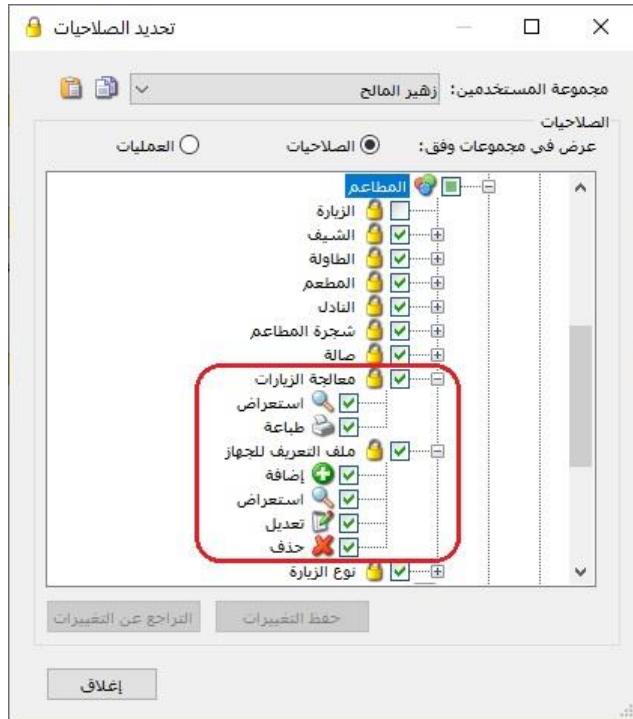 تحديد الصلاحيات
مجموعة المستخدمين: زهير المالح
الصلاحيات
عرض في مجموعات وفق: الصلاحيات العمليات
المطاعم
الزيارة
الشيف
الطاولة
المطعم
النادل
شجرة المطاعم
صالة
معالجة الزيارات
استعراض
طباعة
ملف التعريف للجهاز
إضافة
استعراض
تعديل
حذف
نوع الزيارة
حفظ التغييرات التراجع عن التغييرات
إغلاق